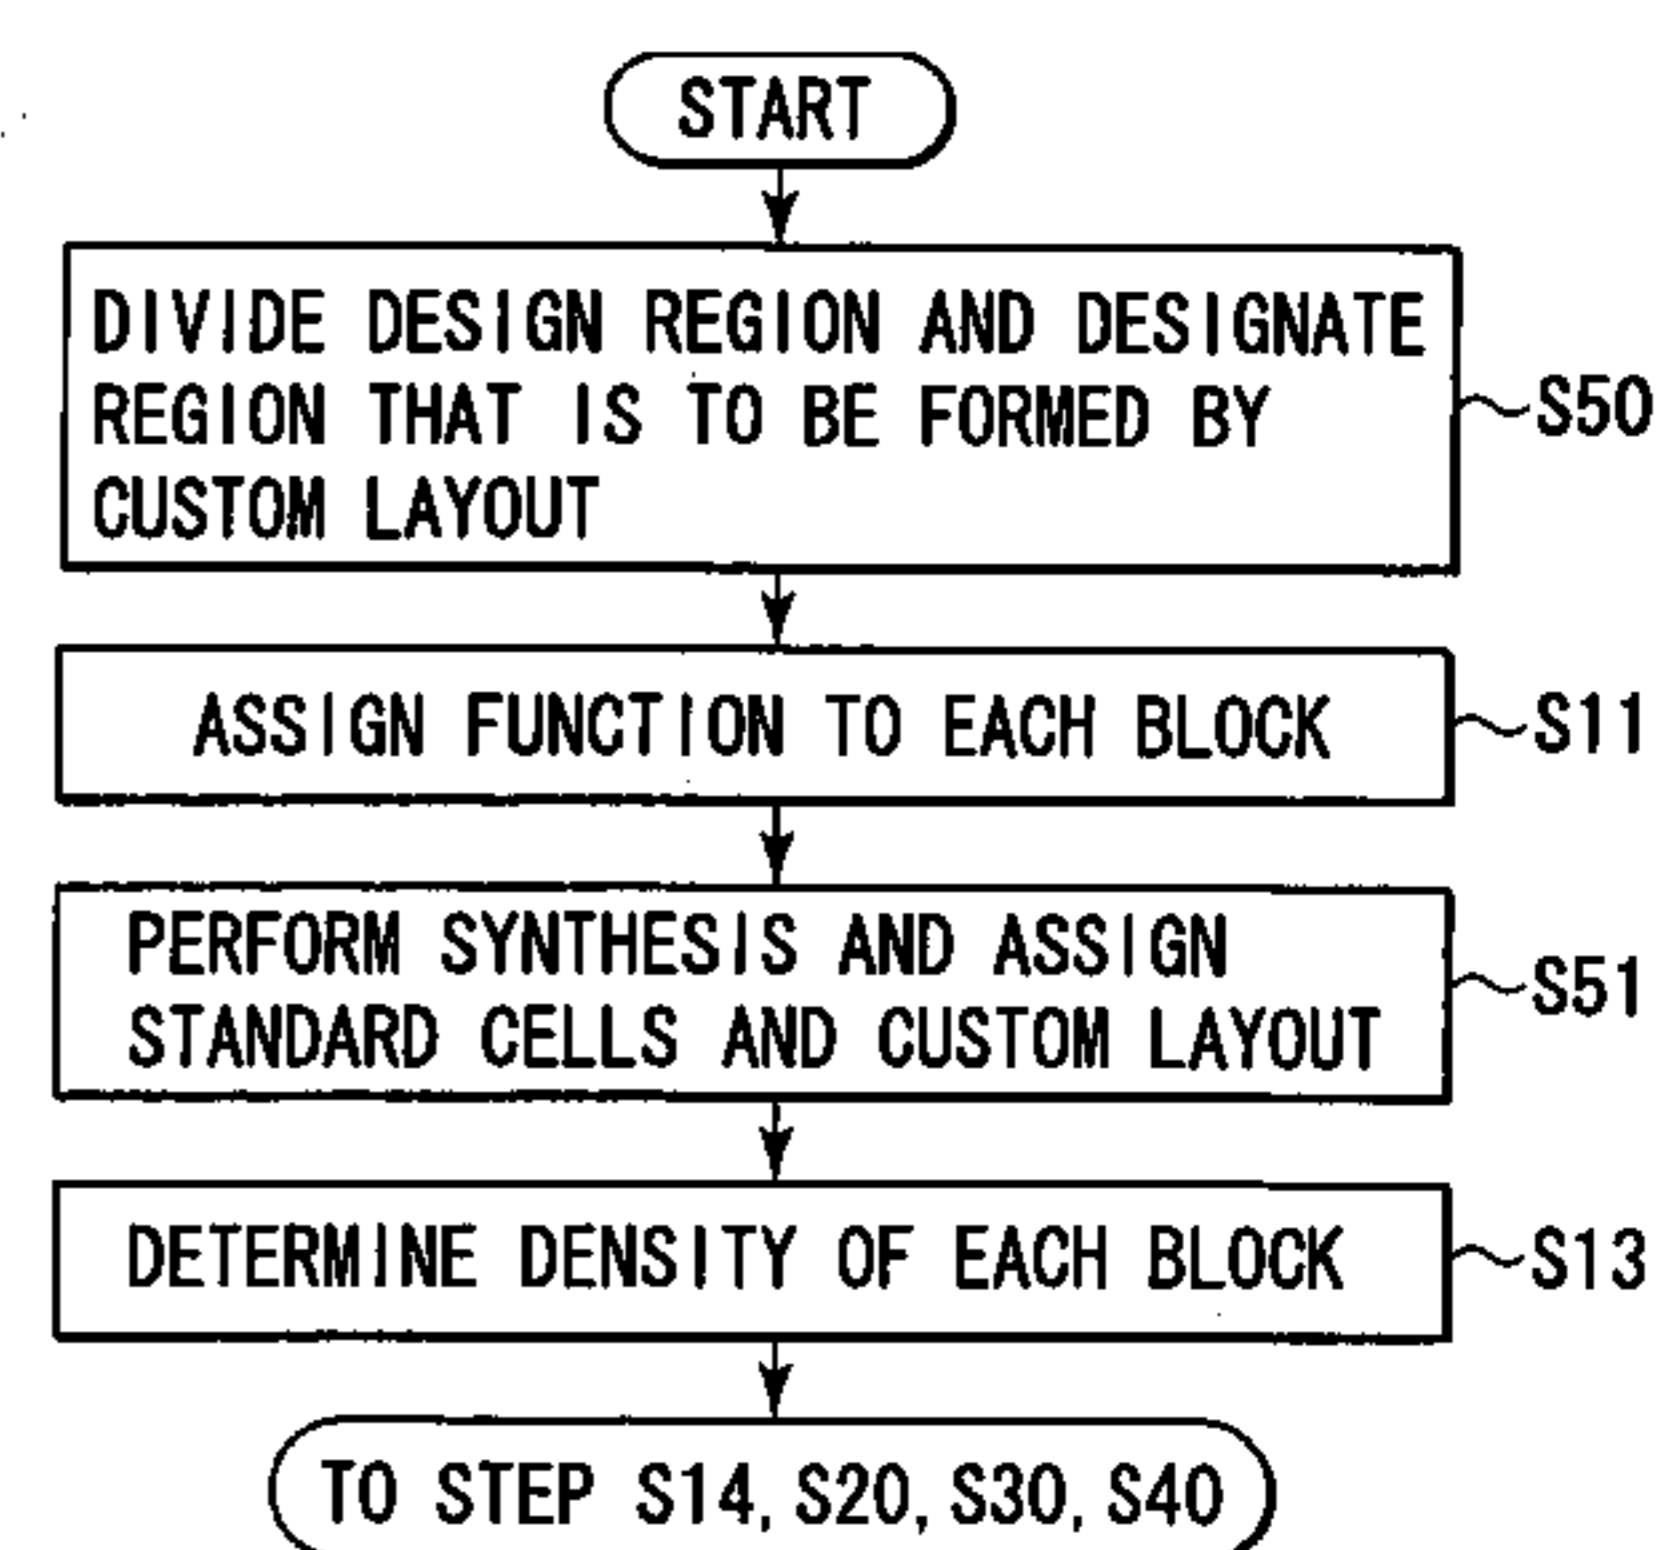 START
DIVIDE DESIGN REGION AND DESIGNATE
REGION THAT IS TO BE FORMED BY
CUSTOM LAYOUT
S50
ASSIGN FUNCTION TO EACH BLOCK
S11
PERFORM SYNTHESIS AND ASSIGN
STANDARD CELLS AND CUSTOM LAYOUT
S51
DETERMINE DENSITY OF EACH BLOCK
S13
TO STEP S14, S20, S30, S40